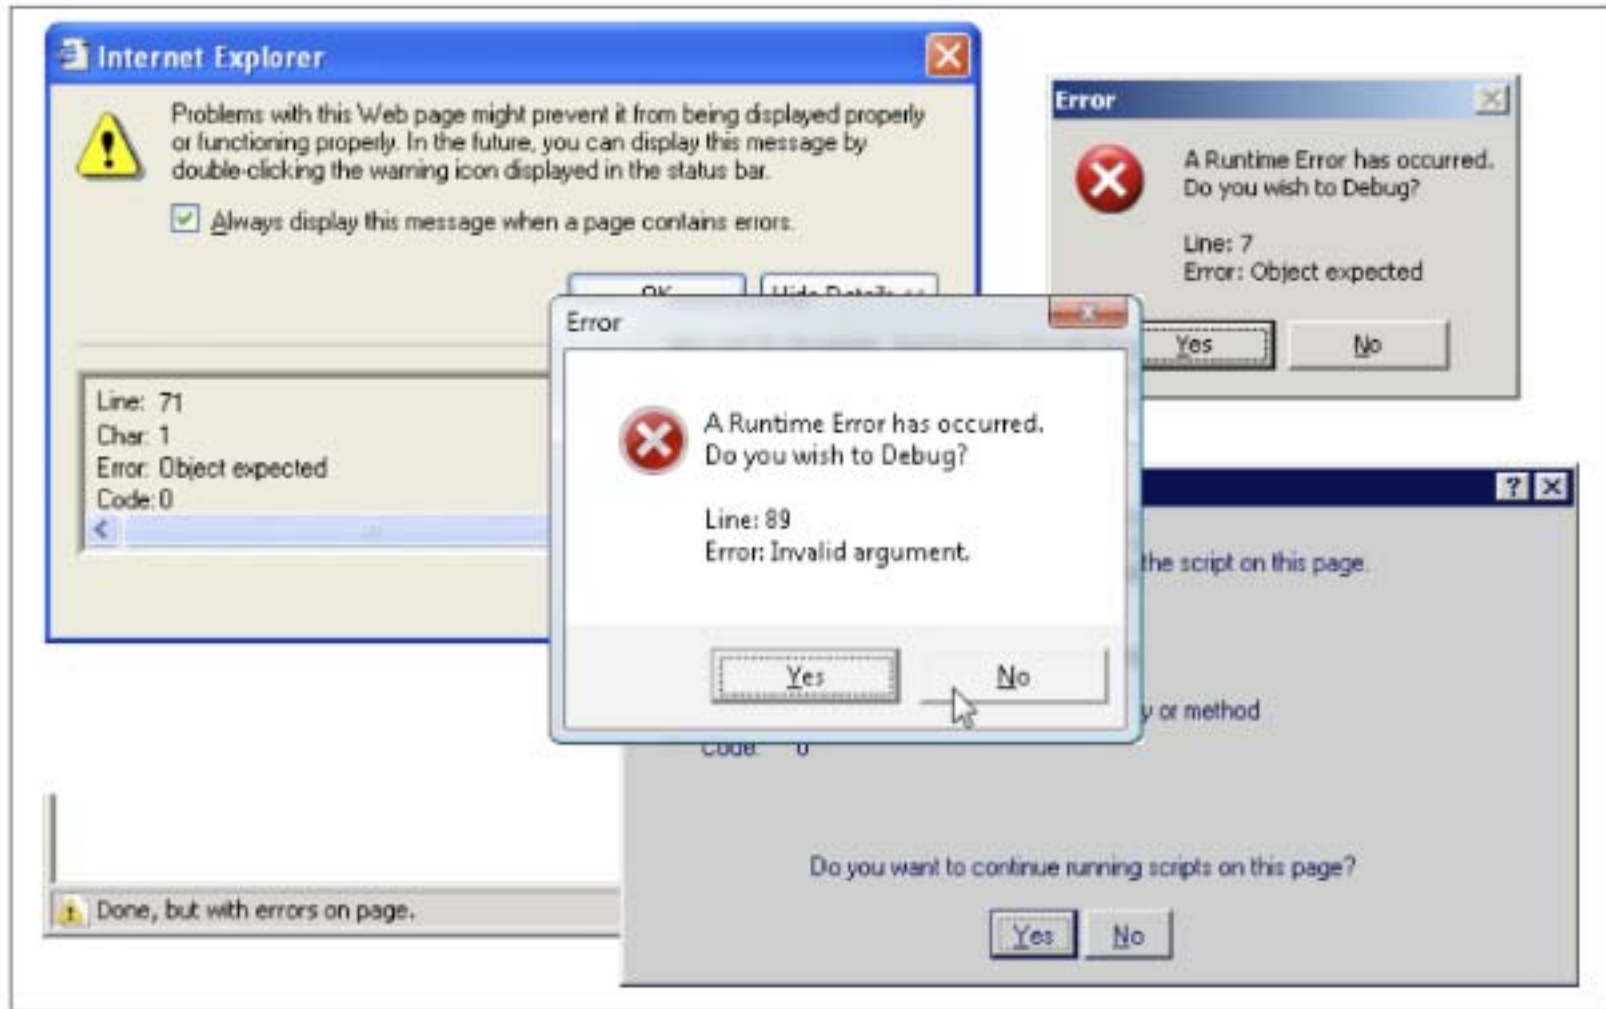 Internet Explorer
Problems with this Web page might prevent it from being displayed properly
or functioning properly. In the future, you can display this message by
double-clicking the warning icon displayed in the status bar.
Always display this message when a page contains errors.
OK
Hide Details <<
Line: 71
Char: 1
Error: Object expected
Code: 0
Error
A Runtime Error has occurred.
Do you wish to Debug?
Line: 7
Error: Object expected
Yes
No
Error
A Runtime Error has occurred.
Do you wish to Debug?
Line: 89
Error: Invalid argument.
Yes
No
the script on this page.
or method
Code: 0
Do you want to continue running scripts on this page?
Yes
No
Done, but with errors on page.